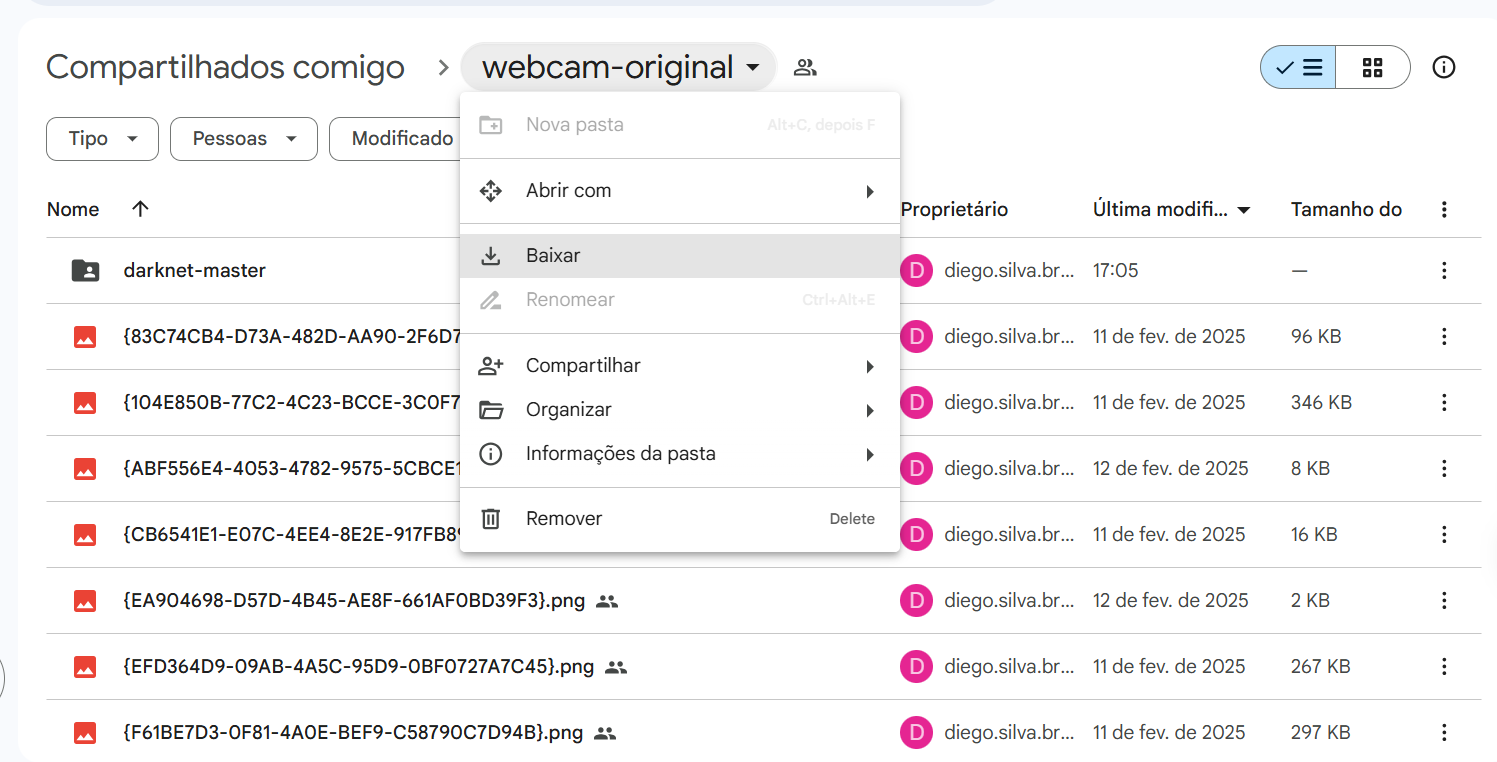 Compartilhados comigo > webcam-original
Tipo Pessoas Modificado
Nova pasta Alt+C, depois F
Abrir com
Baixar
Renomear Ctrl+Alt+E
Compartilhar
Organizar
Informações da pasta
Remover Delete
Nome Proprietário Última modifi... Tamanho do
darknet-master diego.silva.br... 17:05 —
{83C74CB4-D73A-482D-AA90-2F6D7 diego.silva.br... 11 de fev. de 2025 96 KB
{104E850B-77C2-4C23-BCCE-3C0F7 diego.silva.br... 11 de fev. de 2025 346 KB
{ABF556E4-4053-4782-9575-5CBCE1 diego.silva.br... 12 de fev. de 2025 8 KB
{CB6541E1-E07C-4EE4-8E2E-917FB89 diego.silva.br... 11 de fev. de 2025 16 KB
{EA904698-D57D-4B45-AE8F-661AF0BD39F3}.png D diego.silva.br... 12 de fev. de 2025 2 KB
{EFD364D9-09AB-4A5C-95D9-0BF0727A7C45}.png D diego.silva.br... 11 de fev. de 2025 267 KB
{F61BE7D3-0F81-4A0E-BEF9-C58790C7D94B}.png D diego.silva.br... 11 de fev. de 2025 297 KB